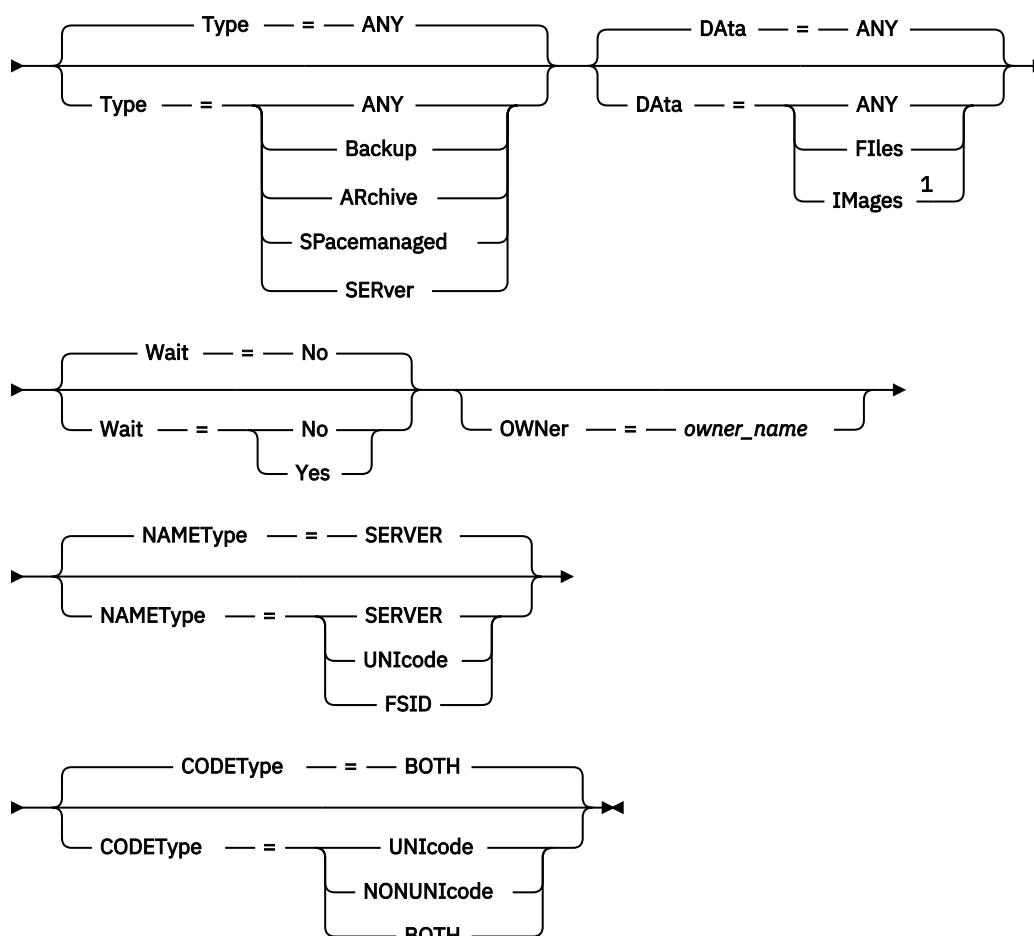 Type = ANY
Type = ANY
Backup
ARchive
SPacemanaged
SERver
DAta = ANY
DAta = ANY
FIles
IMages 1
Wait = No
Wait = No
Yes
OWNer = owner_name
NAMEType = SERVER
NAMEType = SERVER
UNIcode
FSID
CODEType = BOTH
CODEType = UNIcode
NONUNIcode
BOTH